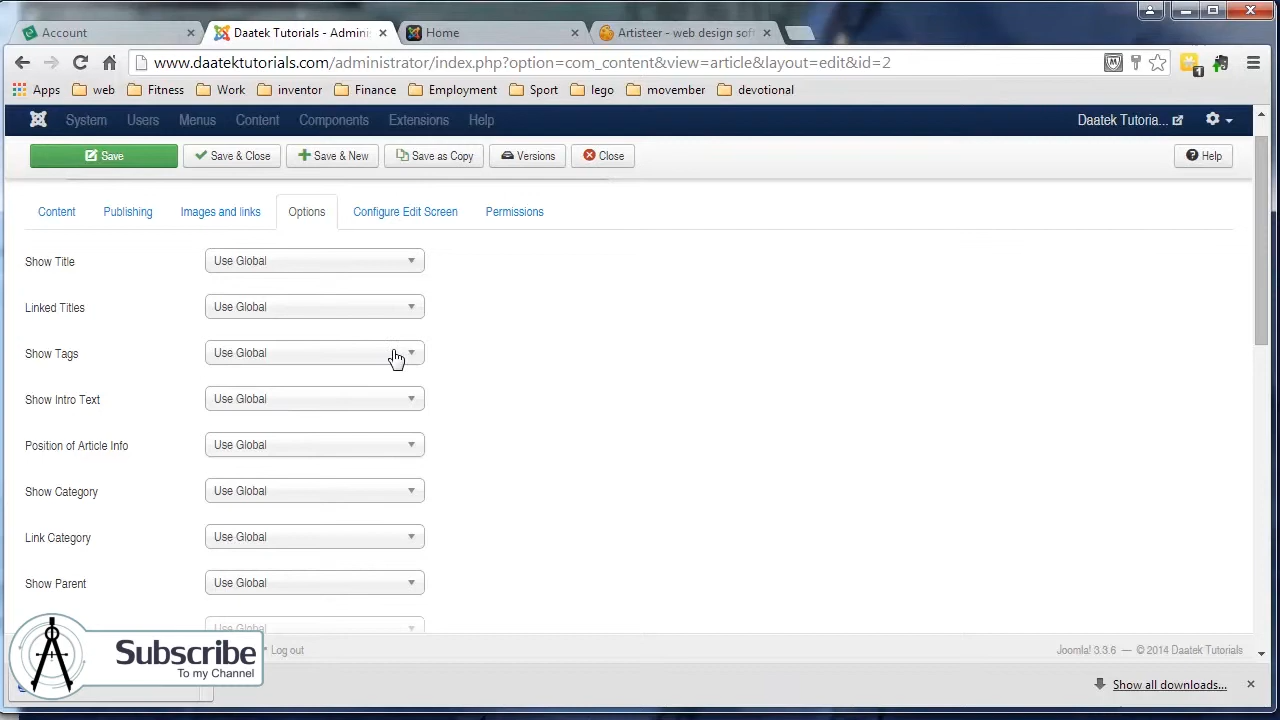 Account
Daatek Tutorials - Adminis
Home
Artisteer - web design soft
www.daatektutorials.com/administrator/index.php?option=com_content&view=article&layout=edit&id=2
1
Apps web Fitness Work inventor Finance Employment Sport lego movember devotional
System Users Menus Content Components Extensions Help Daatek Tutoria...
Save Save & Close Save & New Save as Copy Versions Close Help
Content Publishing Images and links Options Configure Edit Screen Permissions
Show Title Use Global
Linked Titles Use Global
Show Tags Use Global
Show Intro Text Use Global
Position of Article Info Use Global
Show Category Use Global
Link Category Use Global
Show Parent Use Global
Use Global
Log out Joomla! 3.3.6 — © 2014 Daatek Tutorials
Subscribe
To my Channel
Show all downloads...